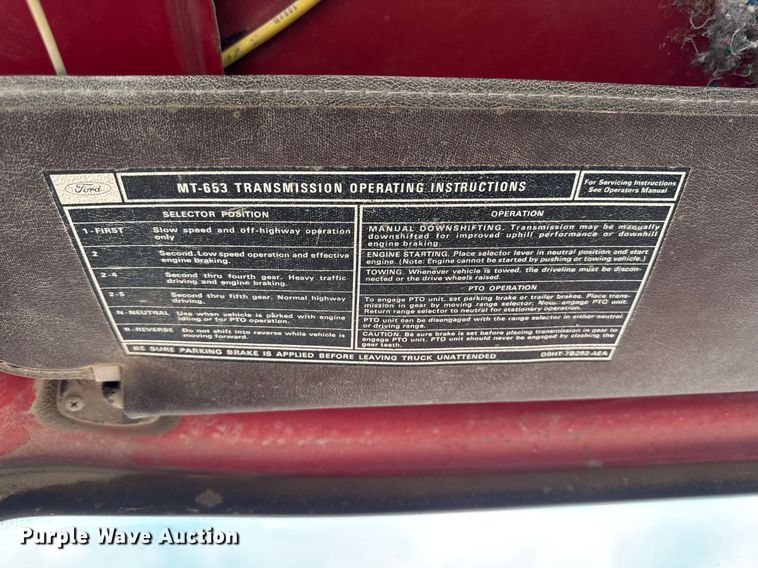 Ford
MT-653 TRANSMISSION OPERATING INSTRUCTIONS
For Servicing Instructions
See Operators Manual
SELECTOR POSITION
1-FIRST Slow speed and off-highway operation
only
2 Second. Low speed operation and effective
engine braking.
2-4 Second thru fourth gear. Heavy traffic
driving and engine braking.
2-5 Second thru fifth gear. Normal highway
driving.
N-NEUTRAL Use when vehicle is parked with engine
idling or for PTO operation.
R-REVERSE Do not shift into reverse while vehicle is
moving forward.
OPERATION
MANUAL DOWNSHIFTING. Transmission may be manually
downshifted for improved uphill performance or downhill
engine braking.
ENGINE STARTING. Place selector lever in neutral position and start
engine. (Note: Engine cannot be started by pushing or towing vehicle.)
TOWING. Whenever vehicle is towed, the driveline must be discon-
nected or the drive wheels raised.
PTO OPERATION
To engage PTO unit, set parking brake or trailer brakes. Place trans-
mission in gear by moving range selector. Now engage PTO unit.
Return range selector to neutral for stationery operation.
PTO unit can be disengaged with the range selector in either neutral
or driving range.
CAUTION. Be sure brake is set before placing transmission in gear to
engage PTO unit. PTO unit should never be engaged by clashing the
gear teeth.
BE SURE PARKING BRAKE IS APPLIED BEFORE LEAVING TRUCK UNATTENDED
D9HT-7B292-AEA
Purple Wave Auction